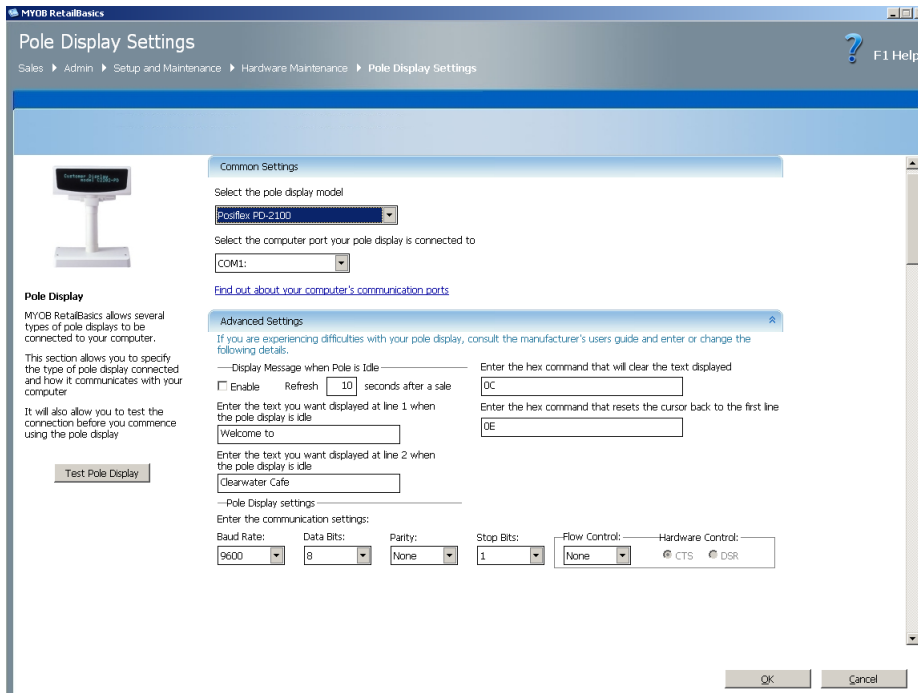 MYOB RetailBasics
Pole Display Settings
Sales ▶ Admin ▶ Setup and Maintenance ▶ Hardware Maintenance ▶ Pole Display Settings
? F1 Help
Customer Display
Pole Display
MYOB RetailBasics allows several
types of pole displays to be
connected to your computer.
This section allows you to specify
the type of pole display connected
and how it communicates with your
computer
It will also allow you to test the
connection before you commence
using the pole display
Test Pole Display
Common Settings
Select the pole display model
Posiflex PD-2100
Select the computer port your pole display is connected to
COM1:
Find out about your computer's communication ports
Advanced Settings
If you are experiencing difficulties with your pole display, consult the manufacturer's users guide and enter or change the
following details.
Display Message when Pole is Idle
Enable Refresh 10 seconds after a sale
Enter the text you want displayed at line 1 when
the pole display is idle
Welcome to
Enter the text you want displayed at line 2 when
the pole display is idle
Clearwater Cafe
Enter the hex command that will clear the text displayed
0C
Enter the hex command that resets the cursor back to the first line
0E
Pole Display settings
Enter the communication settings:
Baud Rate: Data Bits: Parity: Stop Bits: Flow Control: Hardware Control:
9600 8 None 1 None CTS DSR
OK Cancel